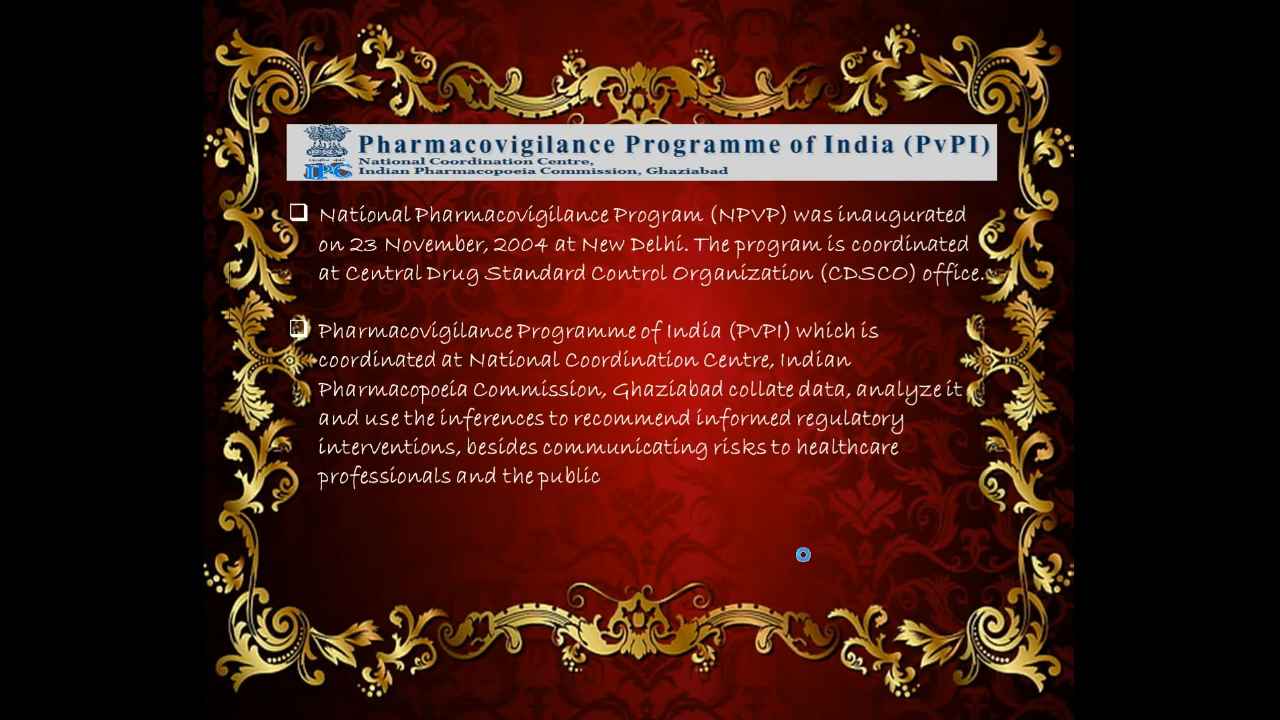 Pharmacovigilance Programme of India (PvPI)
National Coordination Centre,
IPC
Indian Pharmacopoeia Commission, Ghaziabad
National Pharmacovigilance Program (NPVP) was inaugurated
on 23 November, 2004 at New Delhi. The program is coordinated
at Central Drug Standard Control Organization (CDSCO) office.
Pharmacovigilance Programme of India (PvPI) which is
coordinated at National Coordination Centre, Indian
Pharmacopoeia Commission, Ghaziabad collate data, analyze it
and use the inferences to recommend informed regulatory
interventions, besides communicating risks to healthcare
professionals and the public